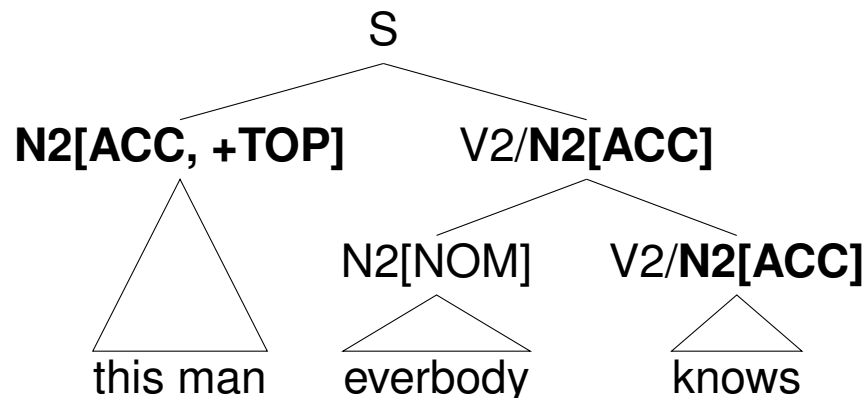 S
N2[ACC, +TOP] V2/N2[ACC]
N2[NOM] V2/N2[ACC]
this man everbody knows